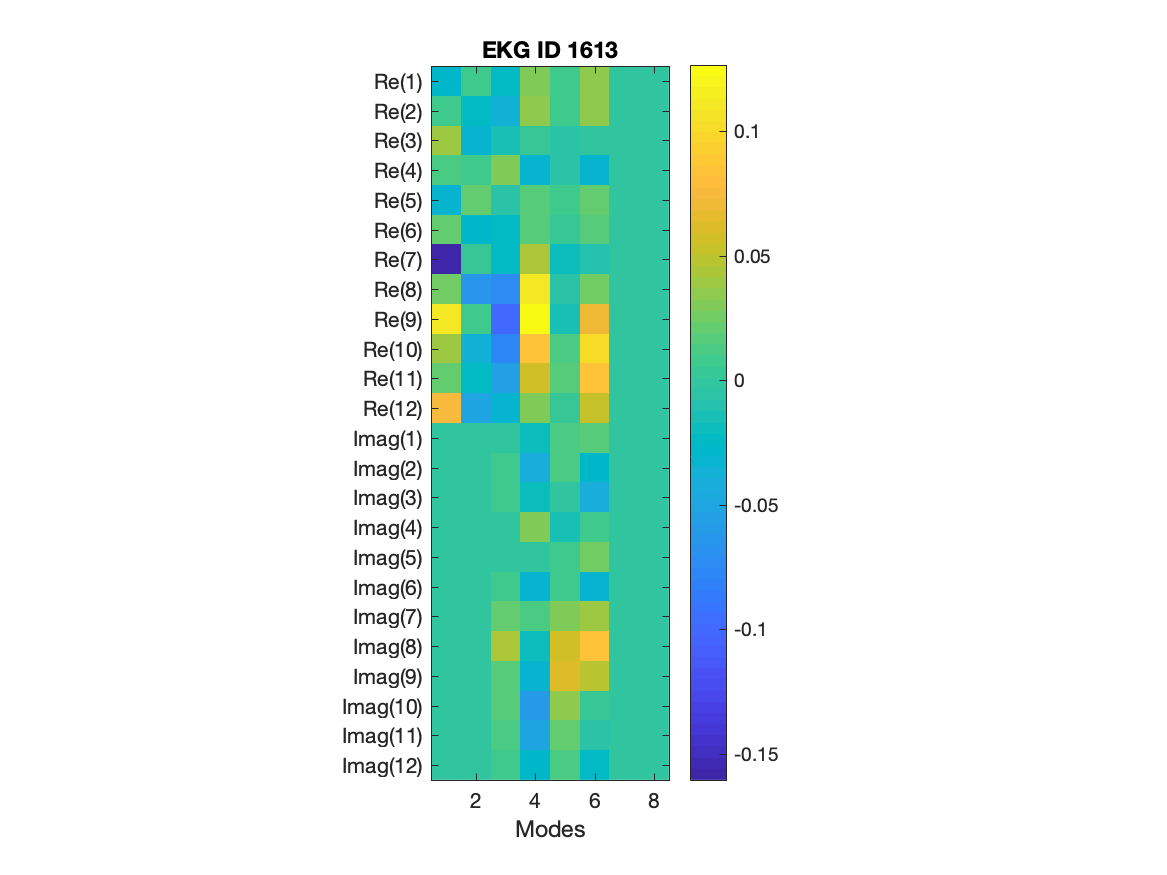 EKG ID 1613
Re(1)
Re(2)
Re(3)
Re(4)
Re(5)
Re(6)
Re(7)
Re(8)
Re(9)
Re(10)
Re(11)
Re(12)
Imag(1)
Imag(2)
Imag(3)
Imag(4)
Imag(5)
Imag(6)
Imag(7)
Imag(8)
Imag(9)
Imag(10)
Imag(11)
Imag(12)
2 4 6 8
Modes
0.1
0.05
0
-0.05
-0.1
-0.15